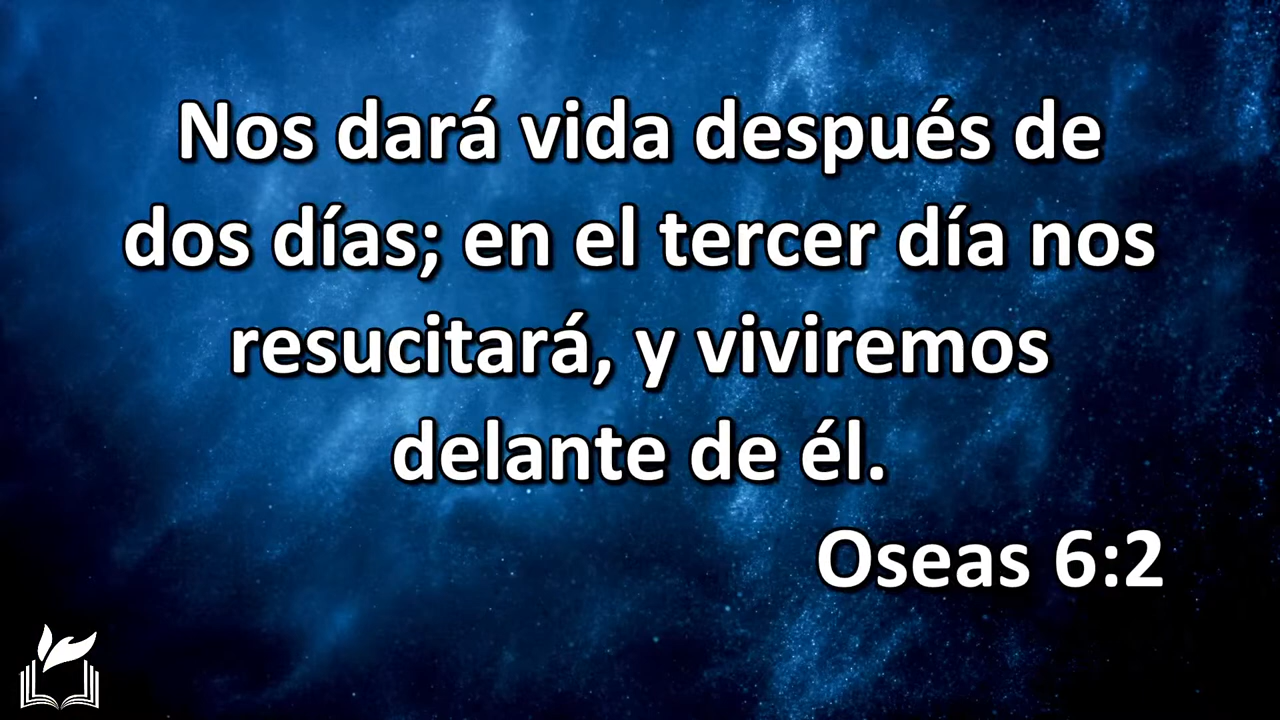 Nos dará vida después de
dos días; en el tercer día nos
resucitará, y viviremos
delante de él.
Oseas 6:2